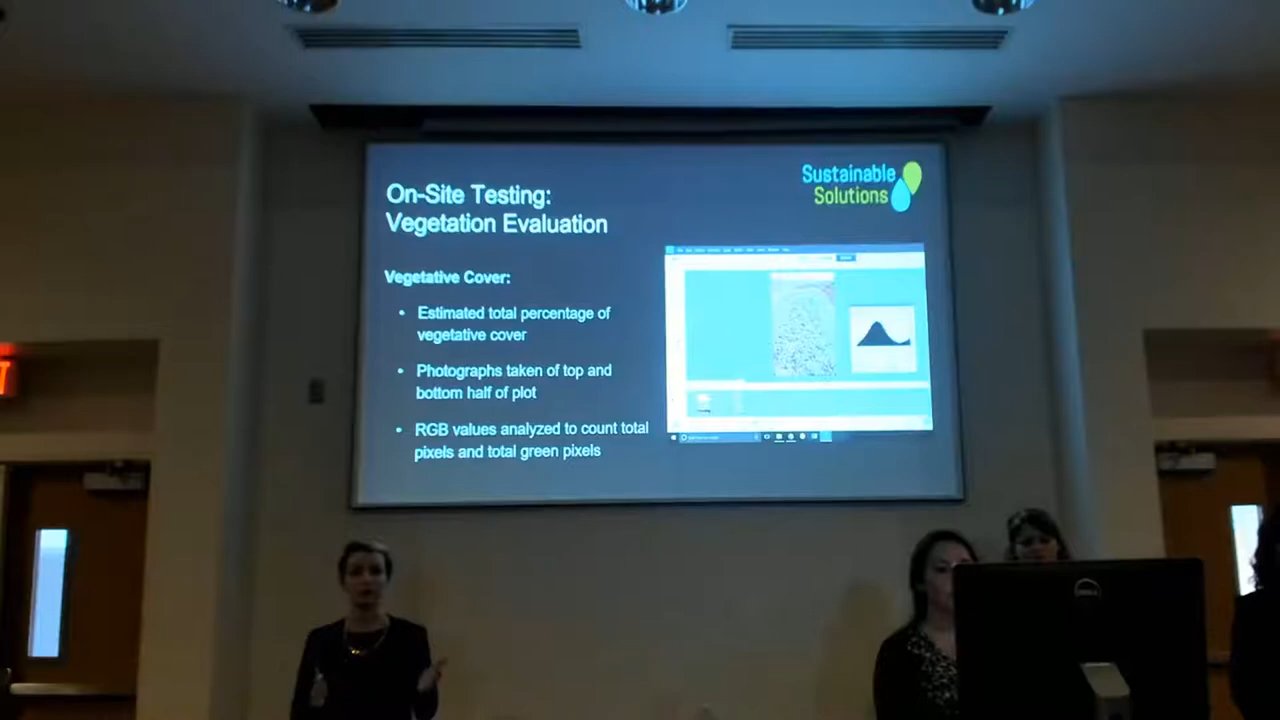 Sustainable
Solutions
On-Site Testing:
Vegetation Evaluation
Vegetative Cover:
• Estimated total percentage of
vegetative cover
• Photographs taken of top and
bottom half of plot
• RGB values analyzed to count total
pixels and total green pixels
T
DELL